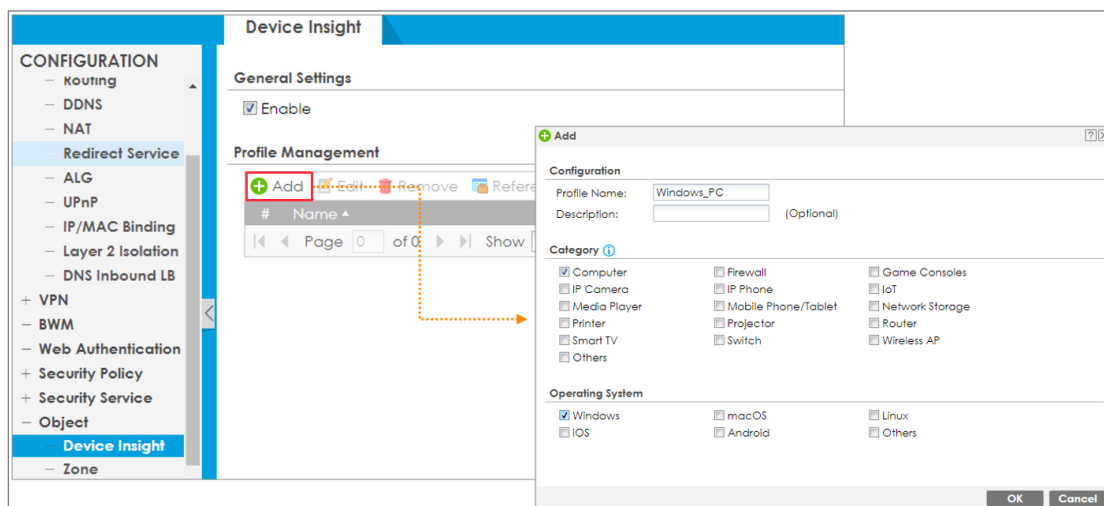 Device Insight
CONFIGURATION
Routing
DDNS
NAT
Redirect Service
ALG
UPnP
IP/MAC Binding
Layer 2 Isolation
DNS Inbound LB
+ VPN
− BWM
− Web Authentication
+ Security Policy
+ Security Service
− Object
Device Insight
Zone
General Settings
Enable
Profile Management
Add Edit Remove
# Name
Page 0 of 0 Show
Add
Configuration
Profile Name: Windows_PC
Description: (Optional)
Category
Computer Firewall Game Consoles
IP Camera IP Phone IoT
Media Player Mobile Phone/Tablet Network Storage
Printer Projector Router
Smart TV Switch Wireless AP
Others
Operating System
Windows macOS Linux
iOS Android Others
OK Cancel